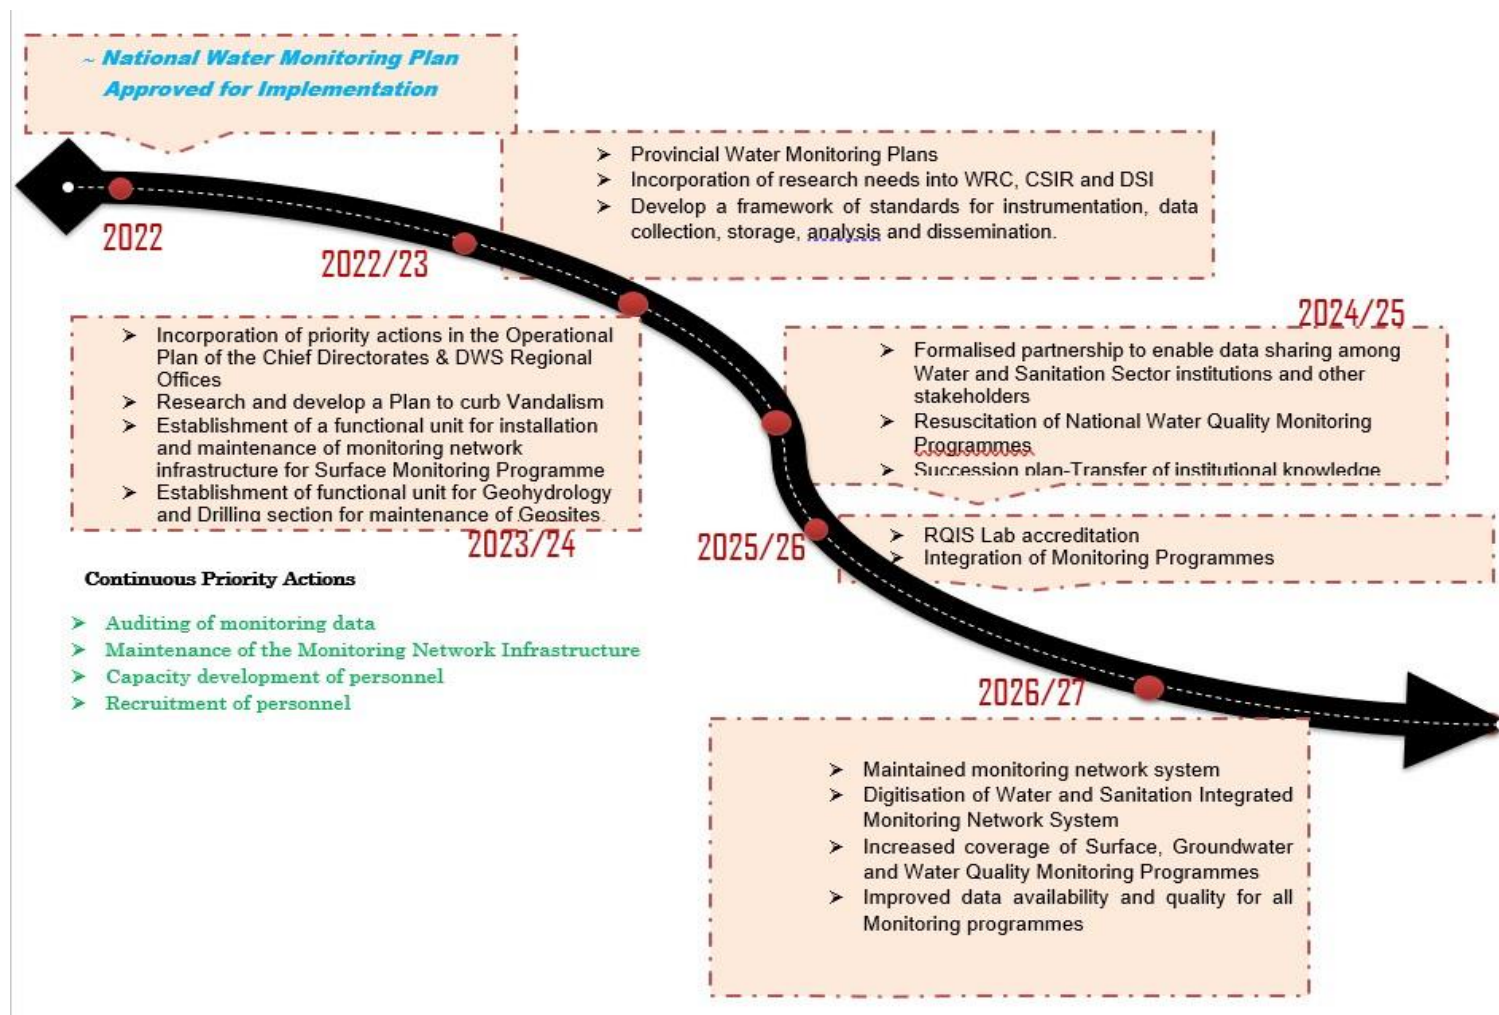 ~ National Water Monitoring Plan
Approved for Implementation
2022
➢ Provincial Water Monitoring Plans
➢ Incorporation of research needs into WRC, CSIR and DSI
➢ Develop a framework of standards for instrumentation, data
collection, storage, analysis and dissemination.
2022/23
➢ Incorporation of priority actions in the Operational
Plan of the Chief Directorates & DWS Regional
Offices
➢ Research and develop a Plan to curb Vandalism
➢ Establishment of a functional unit for installation
and maintenance of monitoring network
infrastructure for Surface Monitoring Programme
➢ Establishment of functional unit for Geohydrology
and Drilling section for maintenance of Geosites.
2023/24
2024/25
➢ Formalised partnership to enable data sharing among
Water and Sanitation Sector institutions and other
stakeholders
➢ Resuscitation of National Water Quality Monitoring
Programmes
➢ Succession plan-Transfer of institutional knowledge
2025/26
➢ RQIS Lab accreditation
➢ Integration of Monitoring Programmes
Continuous Priority Actions
➢ Auditing of monitoring data
➢ Maintenance of the Monitoring Network Infrastructure
➢ Capacity development of personnel
➢ Recruitment of personnel
2026/27
➢ Maintained monitoring network system
➢ Digitisation of Water and Sanitation Integrated
Monitoring Network System
➢ Increased coverage of Surface, Groundwater
and Water Quality Monitoring Programmes
➢ Improved data availability and quality for all
Monitoring programmes